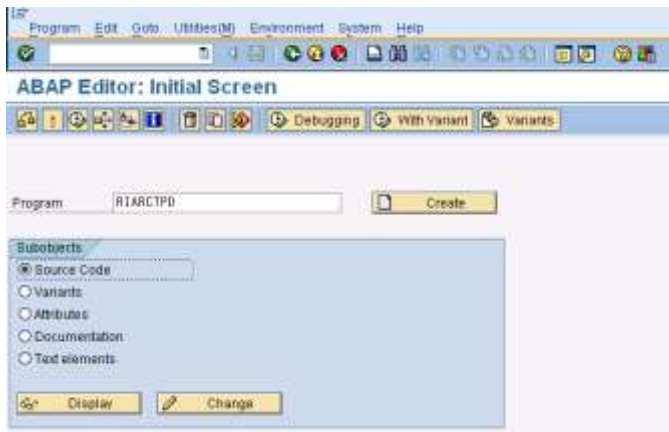 Program Edit Goto Utilities(M) Environment System Help
ABAP Editor: Initial Screen
Debugging With Variant Variants
Program RIARCTPD Create
Subobjects
Source Code
Variants
Attributes
Documentation
Text elements
Display Change